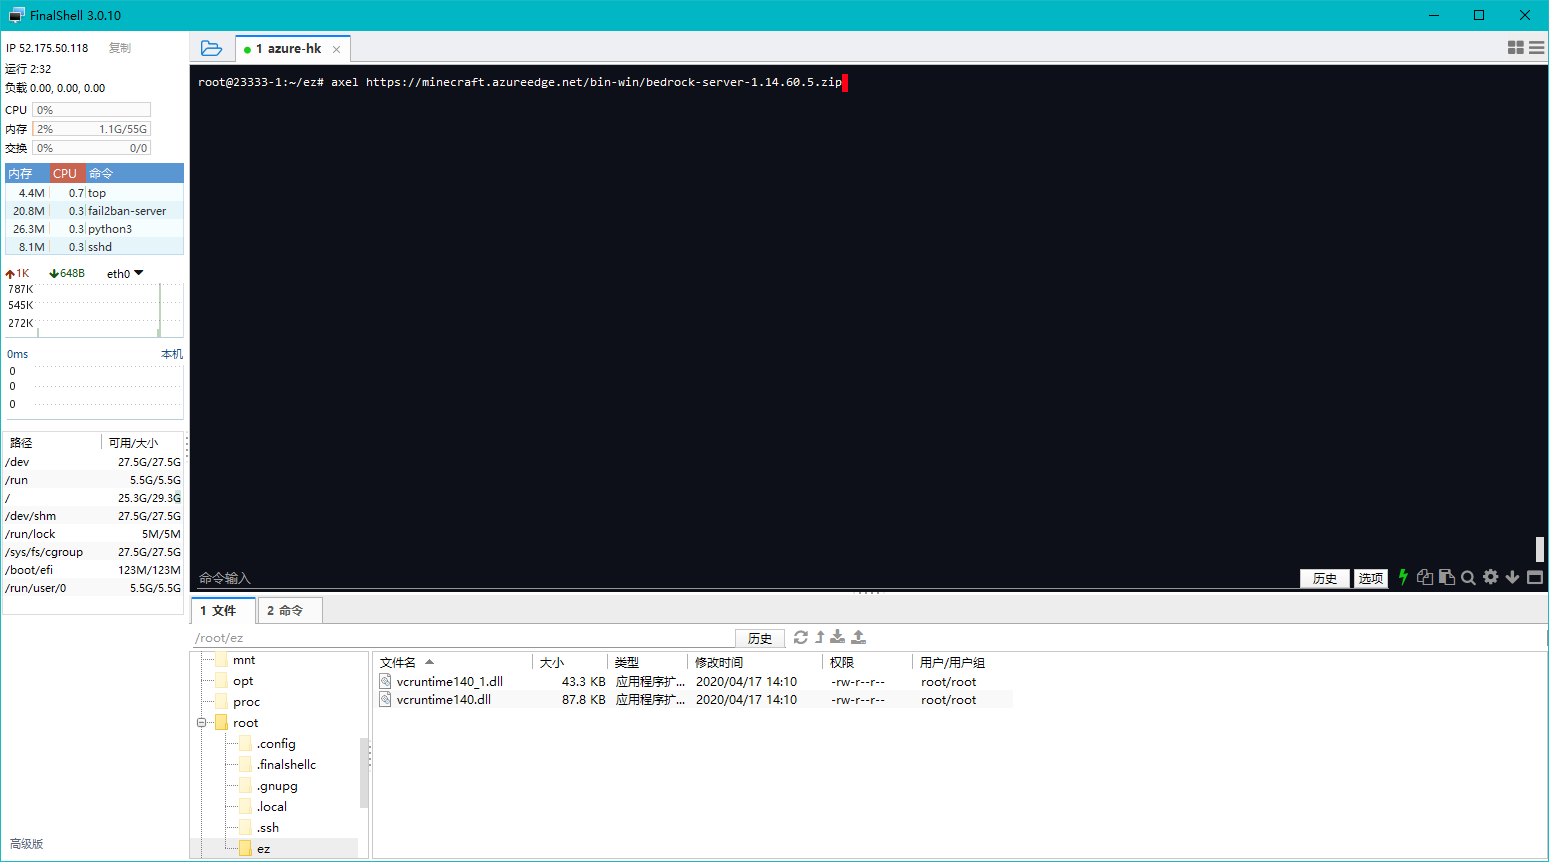 FinalShell 3.0.10
IP 52.175.50.118 复制
运行 2:32
负载 0.00, 0.00, 0.00
CPU 0%
内存 2% 1.1G/55G
交换 0% 0/0
内存 CPU 命令
4.4M 0.7 top
20.8M 0.3 fail2ban-server
26.3M 0.3 python3
8.1M 0.3 sshd
1K 648B eth0
787K
545K
272K
0ms 本机
0
0
0
路径 可用/大小
/dev 27.5G/27.5G
/run 5.5G/5.5G
/ 25.3G/29.3G
/dev/shm 27.5G/27.5G
/run/lock 5M/5M
/sys/fs/cgroup 27.5G/27.5G
/boot/efi 123M/123M
/run/user/0 5.5G/5.5G
高级版
1 azure-hk
root@23333-1:~/ez# axel https://minecraft.azureedge.net/bin-win/bedrock-server-1.14.60.5.zip
命令输入 历史 选项
1 文件 2 命令
/root/ez 历史
mnt
opt
proc
root
.config
.finalshellc
.gnupg
.local
.ssh
ez
文件名 大小 类型 修改时间 权限 用户/用户组
vcruntime140_1.dll 43.3 KB 应用程序扩... 2020/04/17 14:10 -rw-r--r-- root/root
vcruntime140.dll 87.8 KB 应用程序扩... 2020/04/17 14:10 -rw-r--r-- root/root